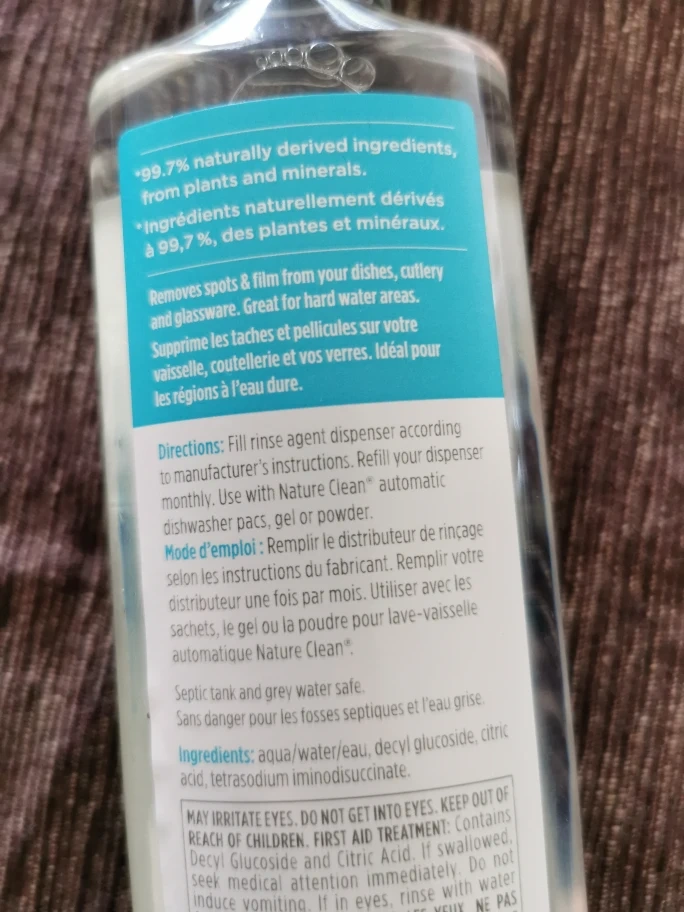 *99.7% naturally derived ingredients,
from plants and minerals.
*Ingrédients naturellement dérivés
à 99,7 %, des plantes et minéraux.
Removes spots & film from your dishes, cutlery
and glassware. Great for hard water areas.
Supprime les taches et pellicules sur votre
vaisselle, coutellerie et vos verres. Idéal pour
les régions à l'eau dure.
Directions: Fill rinse agent dispenser according
to manufacturer's instructions. Refill your dispenser
monthly. Use with Nature Clean® automatic
dishwasher pacs, gel or powder.
Mode d'emploi : Remplir le distributeur de rinçage
selon les instructions du fabricant. Remplir votre
distributeur une fois par mois. Utiliser avec les
sachets, le gel ou la poudre pour lave-vaisselle
automatique Nature Clean®.
Septic tank and grey water safe.
Sans danger pour les fosses septiques et l'eau grise.
Ingredients: aqua/water/eau, decyl glucoside, citric
acid, tetrasodium iminodisuccinate.
MAY IRRITATE EYES. DO NOT GET INTO EYES. KEEP OUT OF
REACH OF CHILDREN. FIRST AID TREATMENT: Contains
Decyl Glucoside and Citric Acid. If swallowed,
seek medical attention immediately. Do not
induce vomiting. If in eyes, rinse with water
YEUX. NE PAS